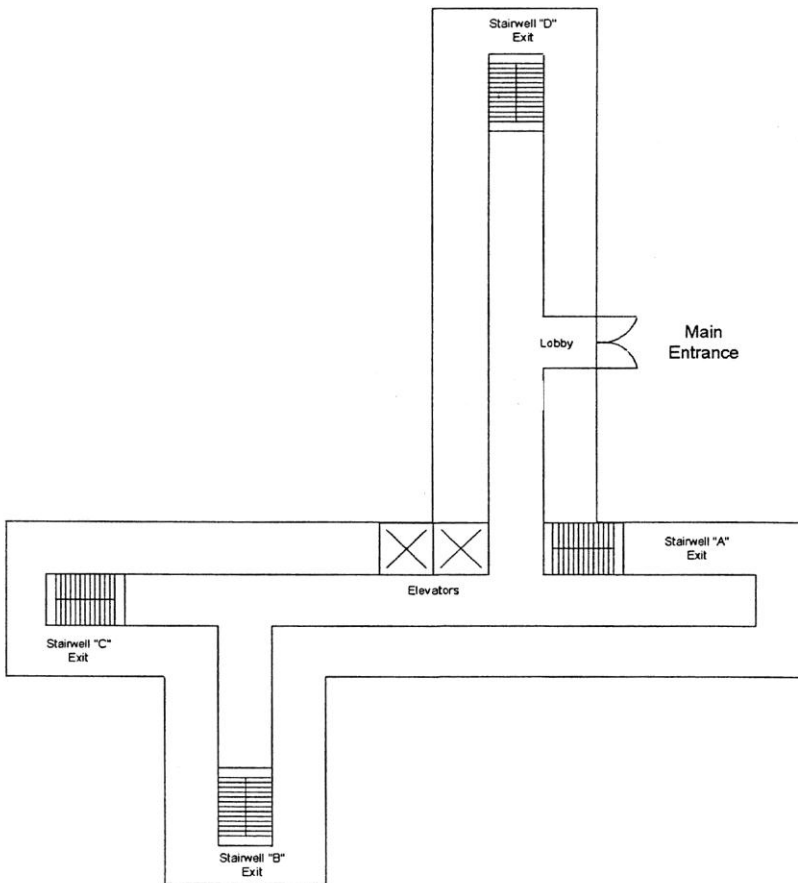 Stairwell "D"
Exit
Lobby
Main
Entrance
Stairwell "A"
Exit
Elevators
Stairwell "C"
Exit
Stairwell "B"
Exit